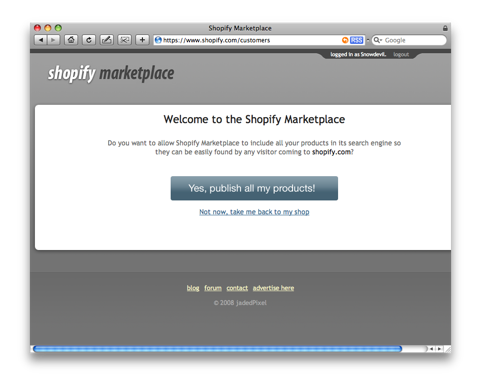 Shopify Marketplace
https://www.shopify.com/customers
RSS
Google
logged in as Snowdevil. logout
shopify marketplace
Welcome to the Shopify Marketplace
Do you want to allow Shopify Marketplace to include all your products in its search engine so
they can be easily found by any visitor coming to shopify.com?
Yes, publish all my products!
Not now, take me back to my shop
blog forum contact advertise here
© 2008 JadedPixel